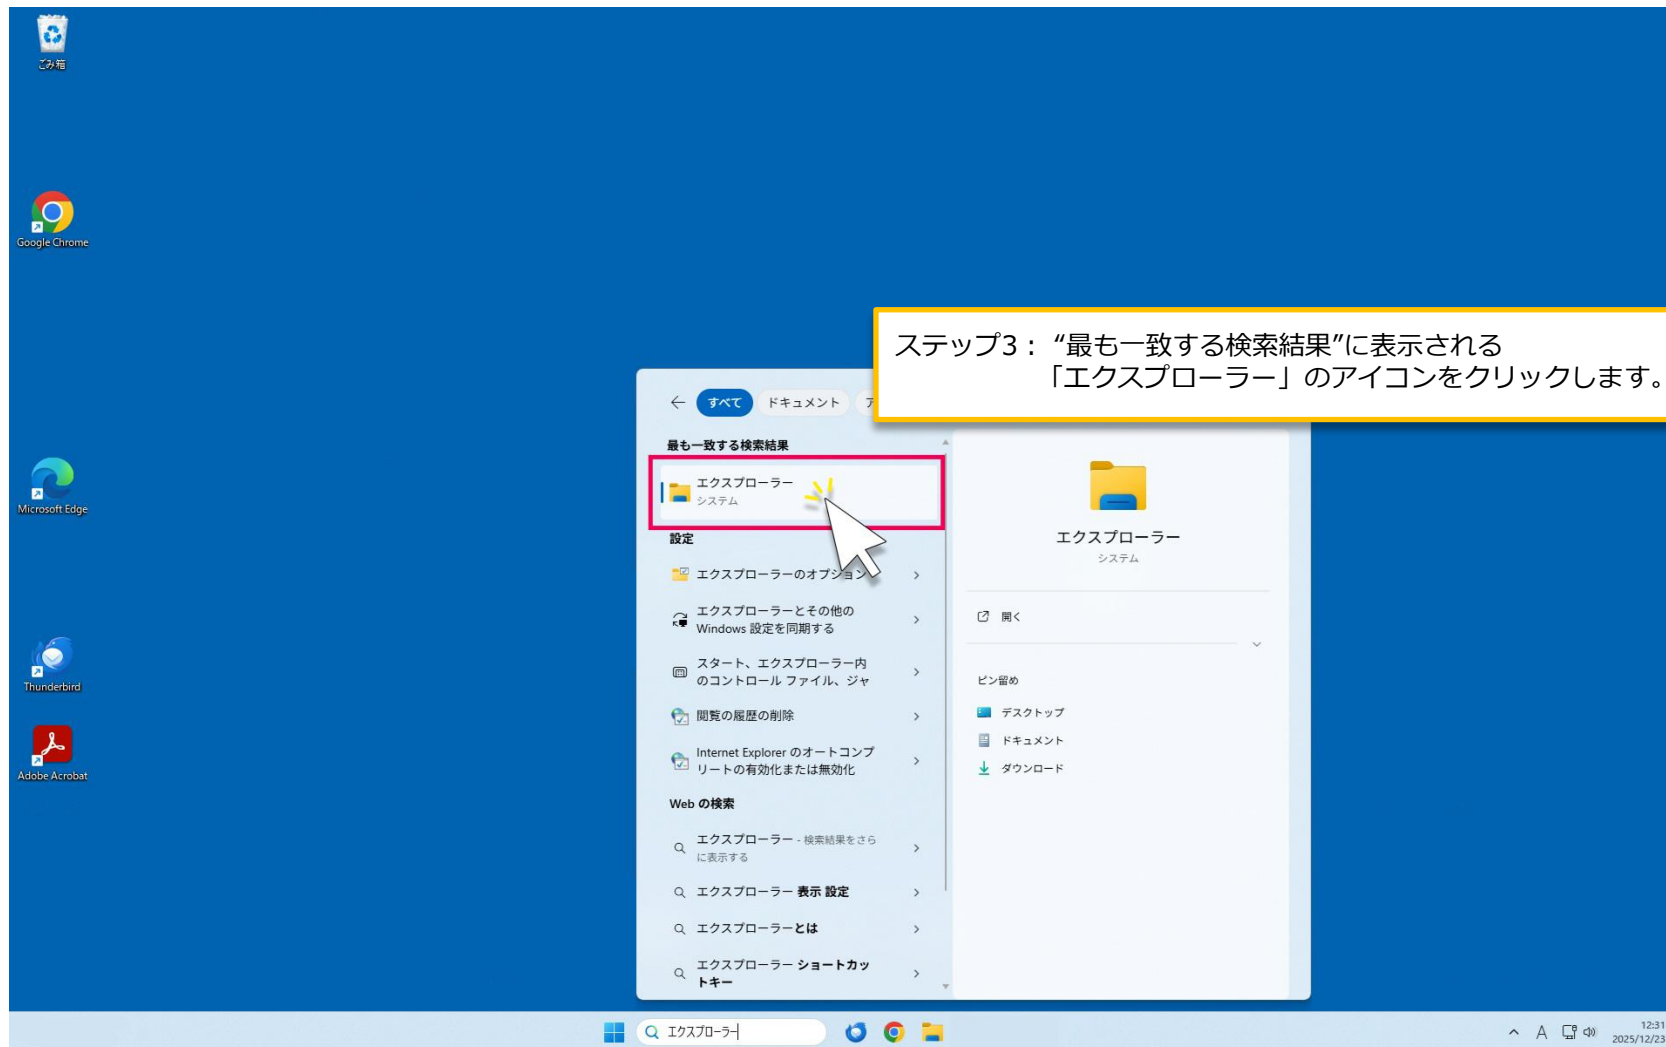 ごみ箱
Google Chrome
Microsoft Edge
Thunderbird
Adobe Acrobat
ステップ3： “最も一致する検索結果”に表示される
「エクスプローラー」のアイコンをクリックします。
すべて
ドキュメント
最も一致する検索結果
エクスプローラー
システム
設定
エクスプローラーのオプション
エクスプローラーとその他の
Windows 設定を同期する
スタート、エクスプローラー内
のコントロール ファイル、ジャ
閲覧の履歴の削除
Internet Explorer のオートコンプ
リートの有効化または無効化
Web の検索
エクスプローラー - 検索結果をさら
に表示する
エクスプローラー 表示 設定
エクスプローラーとは
エクスプローラー ショートカッ
トキー
エクスプローラー
システム
開く
ピン留め
デスクトップ
ドキュメント
ダウンロード
エクスプローラー
A
12:31
2025/12/23